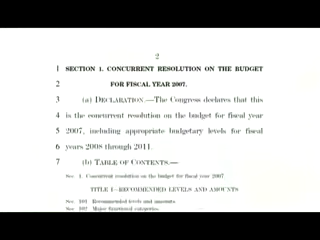 2
1 SECTION 1. CONCURRENT RESOLUTION ON THE BUDGET
2 FOR FISCAL YEAR 2007.
3 (a) DECLARATION.—The Congress declares that this
4 is the concurrent resolution on the budget for fiscal year
5 2007, including appropriate budgetary levels for fiscal
6 years 2008 through 2011.
7 (b) TABLE OF CONTENTS.—
Sec. 1. Concurrent resolution on the budget for fiscal year 2007.
TITLE I—RECOMMENDED LEVELS AND AMOUNTS
Sec. 101. Recommended levels and amounts.
Sec. 102. Major functional categories.